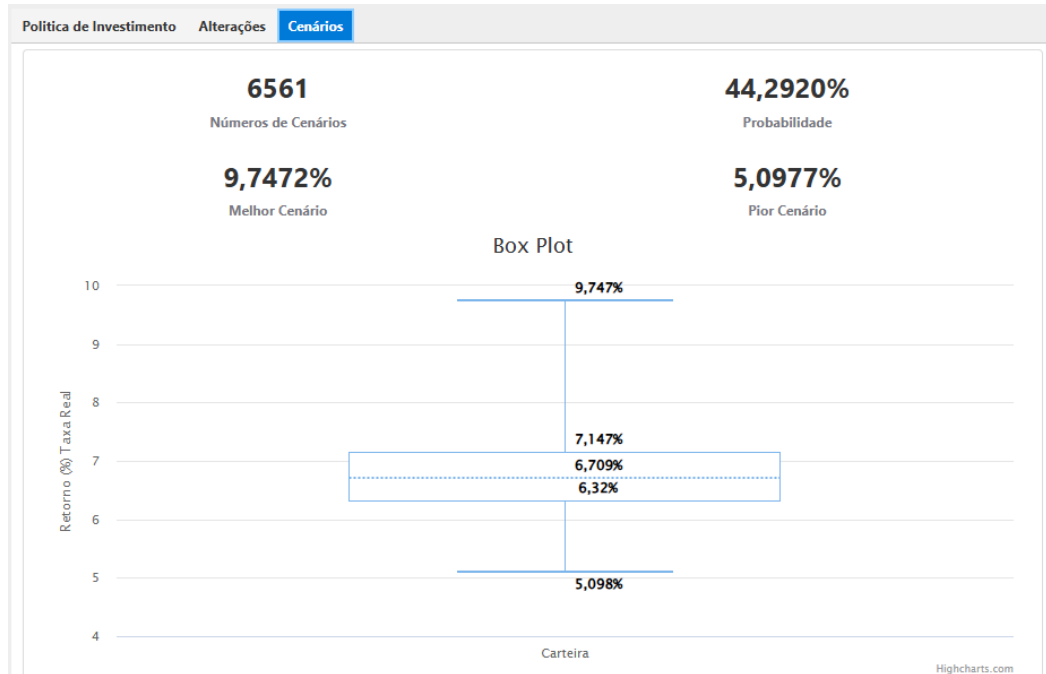 Politica de Investimento Alterações Cenários
6561 44,2920%
Números de Cenários Probabilidade
9,7472% 5,0977%
Melhor Cenário Pior Cenário
Box Plot
Retorno (%) Taxa Real
10
9
8
7
6
5
4
9,747%
7,147%
6,709%
6,32%
5,098%
Carteira
Highcharts.com